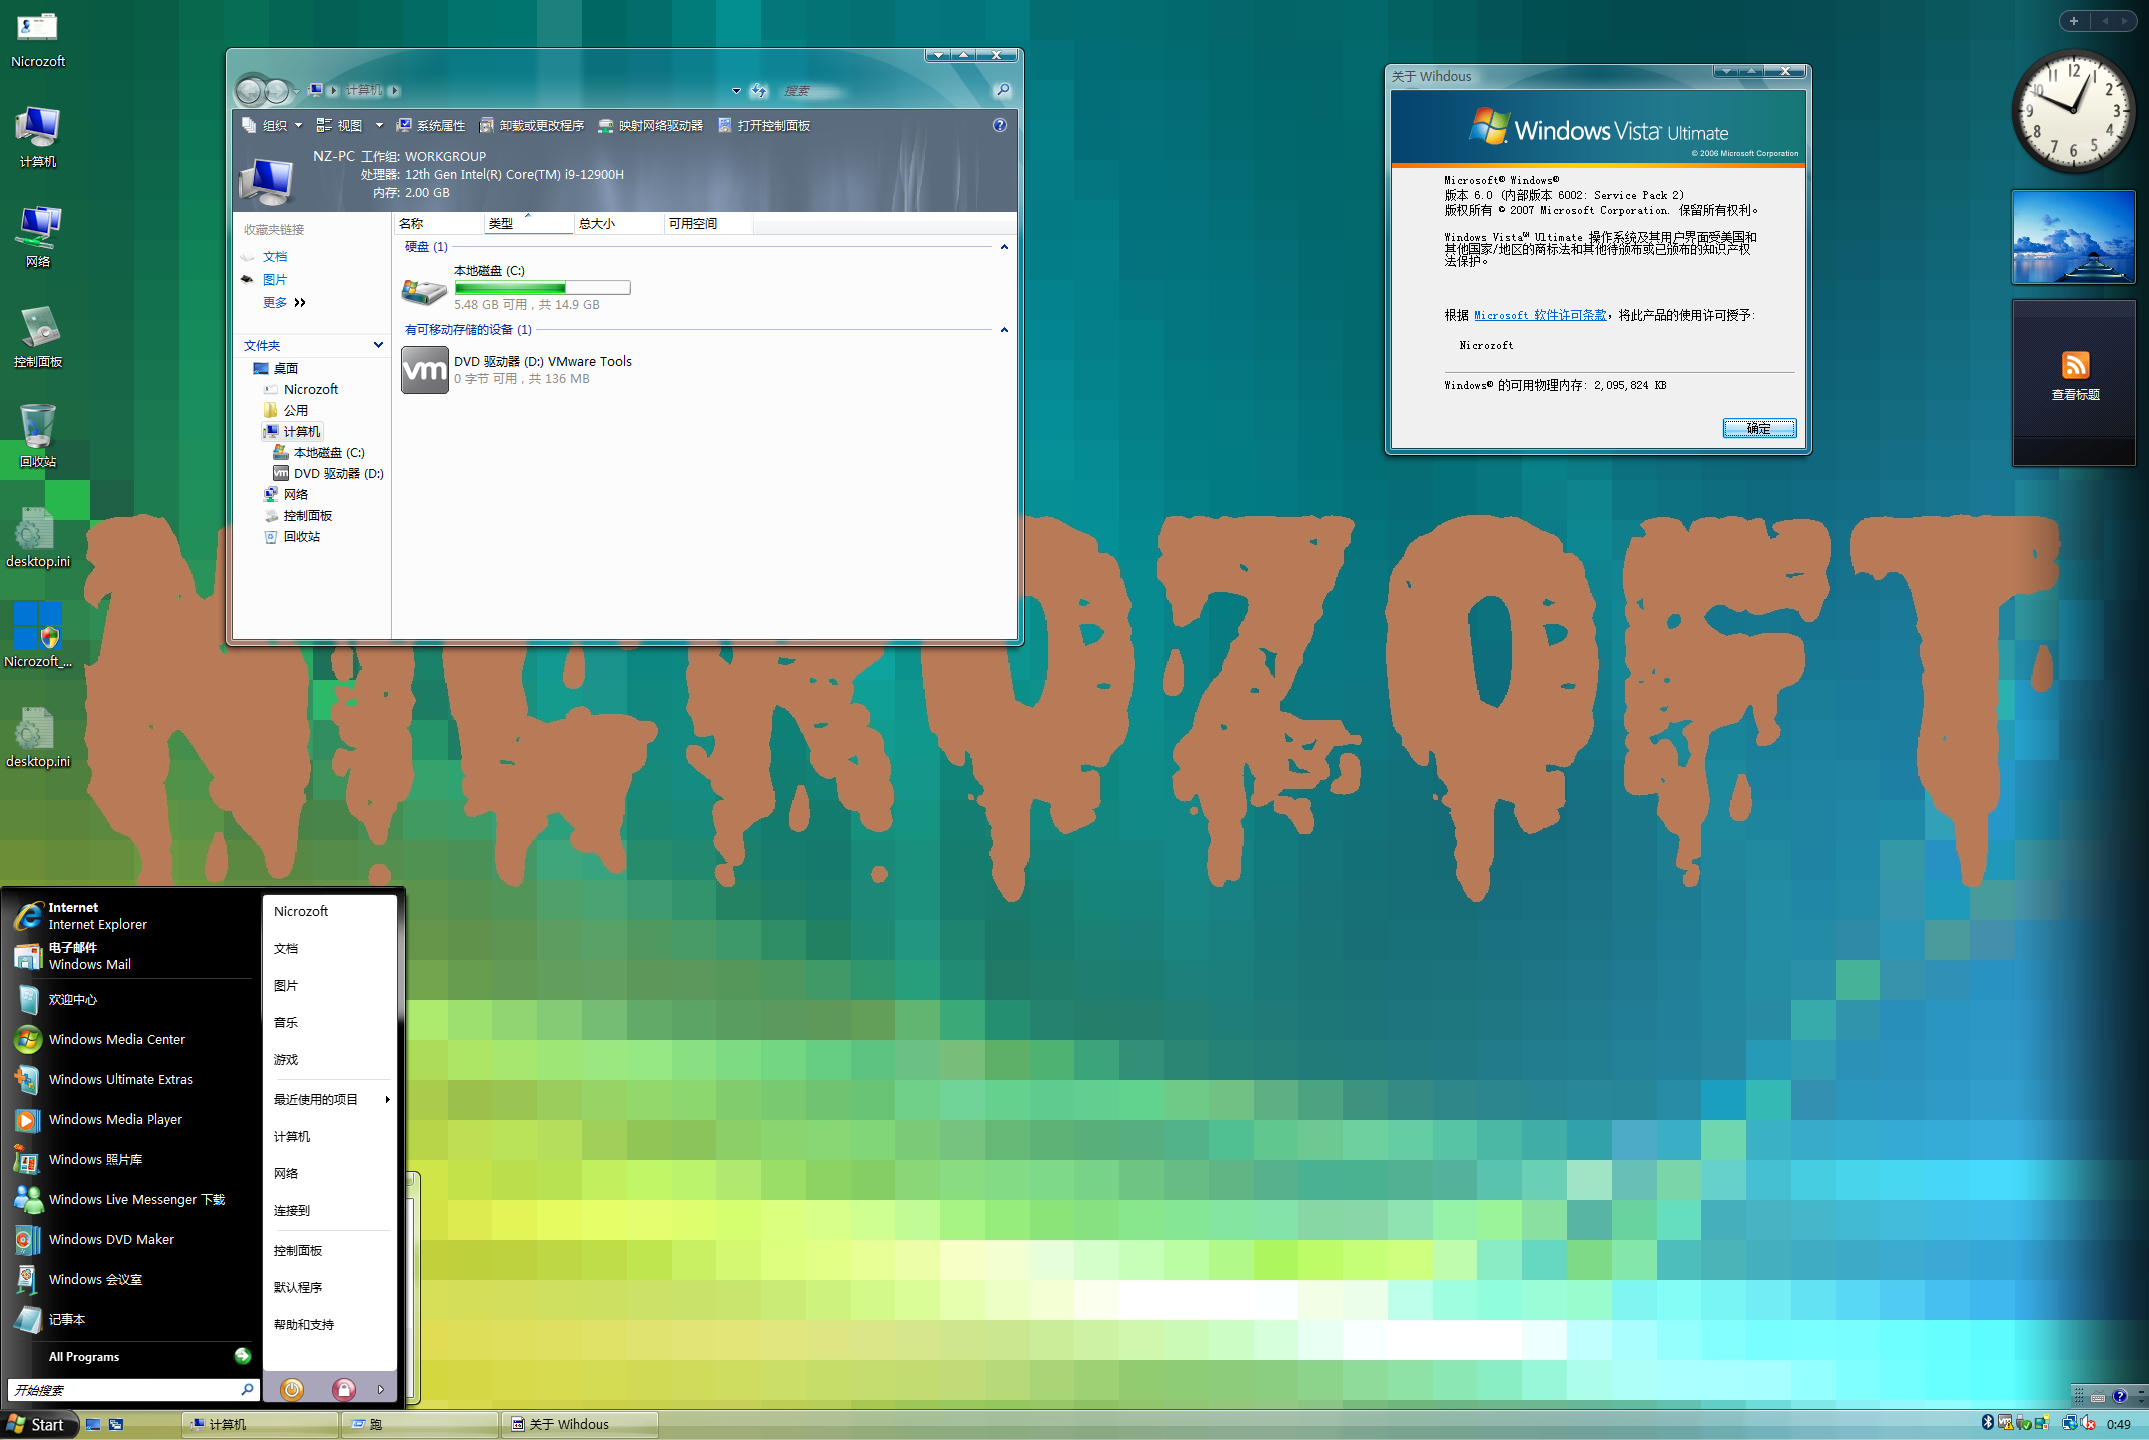 Nicrozoft
计算机
网络
控制面板
回收站
desktop.ini
Nicrozoft_...
desktop.ini
计算机
搜索
组织
视图
系统属性
卸载或更改程序
映射网络驱动器
打开控制面板
NZ-PC 工作组: WORKGROUP
处理器: 12th Gen Intel(R) Core(TM) i9-12900H
内存: 2.00 GB
收藏夹链接
文档
图片
更多 »
文件夹
桌面
Nicrozoft
公用
计算机
本地磁盘 (C:)
DVD 驱动器 (D:)
网络
控制面板
回收站
名称 类型 总大小 可用空间
硬盘 (1)
本地磁盘 (C:)
5.48 GB 可用，共 14.9 GB
有可移动存储的设备 (1)
vm
DVD 驱动器 (D:) VMware Tools
0 字节 可用，共 136 MB
关于 Wihdous
Windows Vista™ Ultimate
© 2006 Microsoft Corporation
Microsoft® Windows®
版本 6.0 (内部版本 6002: Service Pack 2)
版权所有 © 2007 Microsoft Corporation. 保留所有权利。
Windows Vista™ Ultimate 操作系统及其用户界面受美国和
其他国家/地区的商标法和其他待颁布或已颁布的知识产权
法保护。
根据 Microsoft 软件许可条款，将此产品的使用许可授予:
Nicrozoft
Windows® 的可用物理内存: 2,095,824 KB
确定
12 1 2 3 4 5 6 7 8 9 10 11
查看标题
NICROZOFT
Internet
Internet Explorer
电子邮件
Windows Mail
欢迎中心
Windows Media Center
Windows Ultimate Extras
Windows Media Player
Windows 照片库
Windows Live Messenger 下载
Windows DVD Maker
Windows 会议室
记事本
All Programs
开始搜索
Nicrozoft
文档
图片
音乐
游戏
最近使用的项目
计算机
网络
连接到
控制面板
默认程序
帮助和支持
Start
计算机
跑
关于 Wihdous
0:49